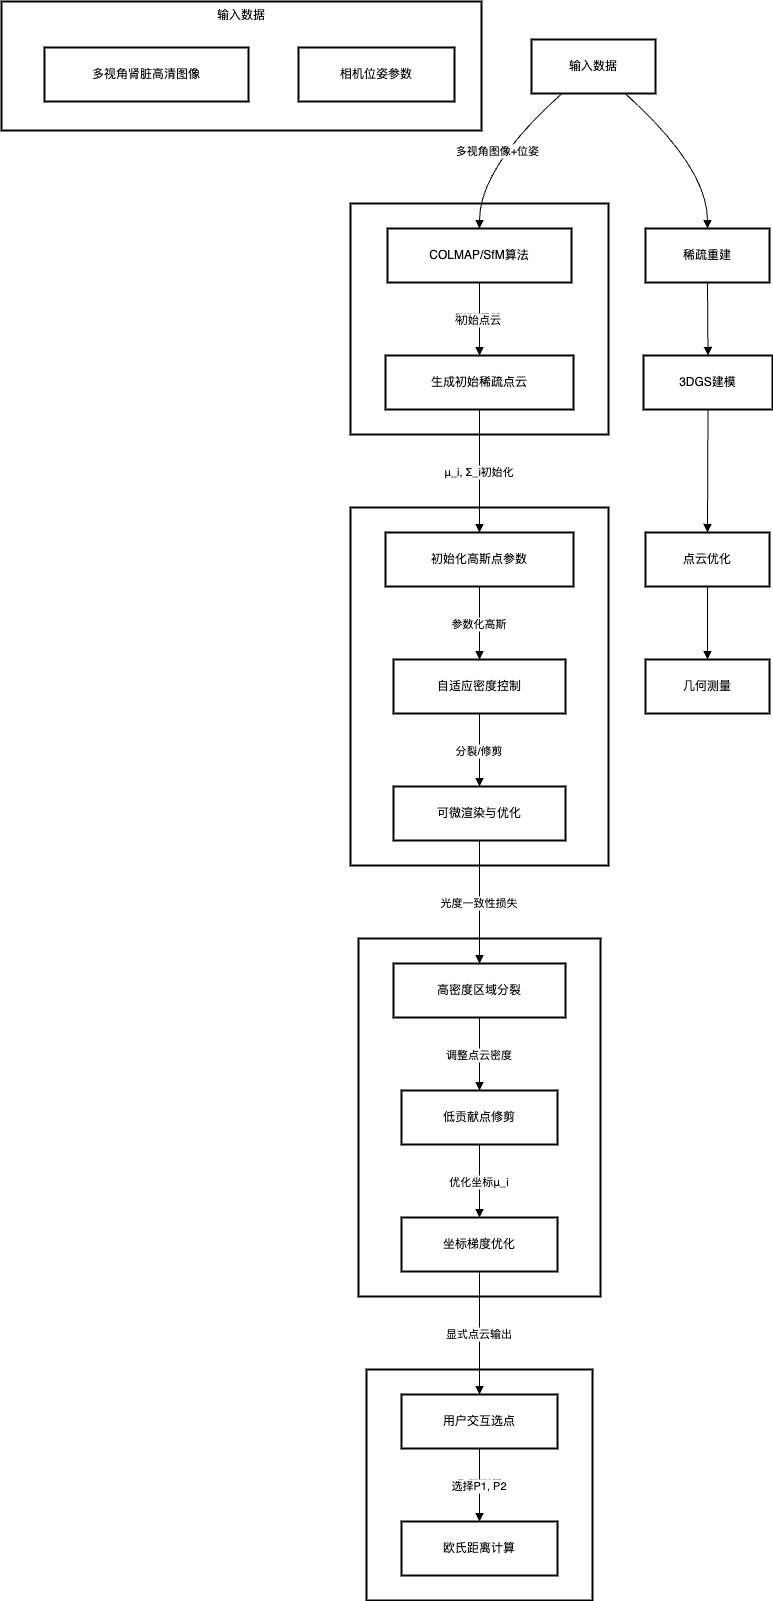 输入数据
多视角肾脏高清图像
相机位姿参数
输入数据
多视角图像+位姿
COLMAP/SfM算法
稀疏重建
初始点云
生成初始稀疏点云
3DGS建模
μ_i, Σ_i初始化
初始化高斯点参数
点云优化
参数化高斯
自适应密度控制
几何测量
分裂/修剪
可微渲染与优化
光度一致性损失
高密度区域分裂
调整点云密度
低贡献点修剪
优化坐标μ_i
坐标梯度优化
显式点云输出
用户交互选点
选择P1, P2
欧氏距离计算